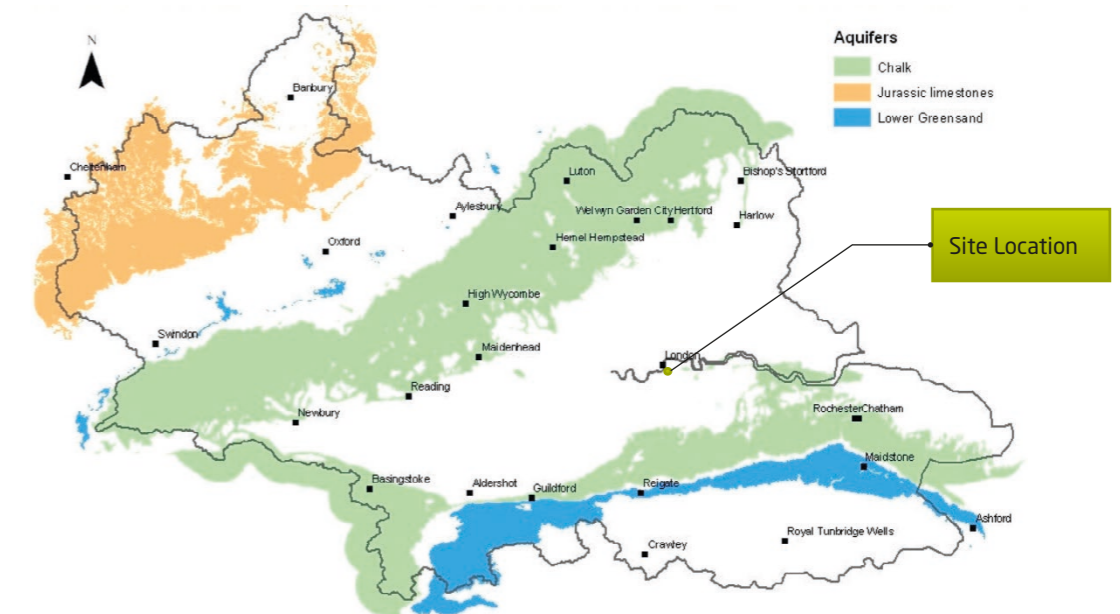 N
Aquifers
Chalk
Jurassic limestones
Lower Greensand
Banbury
Cheltenham
Luton
Bishop's Stortford
Aylesbury
Welwyn Garden City
Hertford
Harlow
Oxford
Hemel Hempstead
Site Location
High Wycombe
Swindon
Maidenhead
London
Reading
Newbury
Rochester
Chatham
Maidstone
Basingstoke
Aldershot
Guildford
Reigate
Ashford
Royal Tunbridge Wells
Crawley